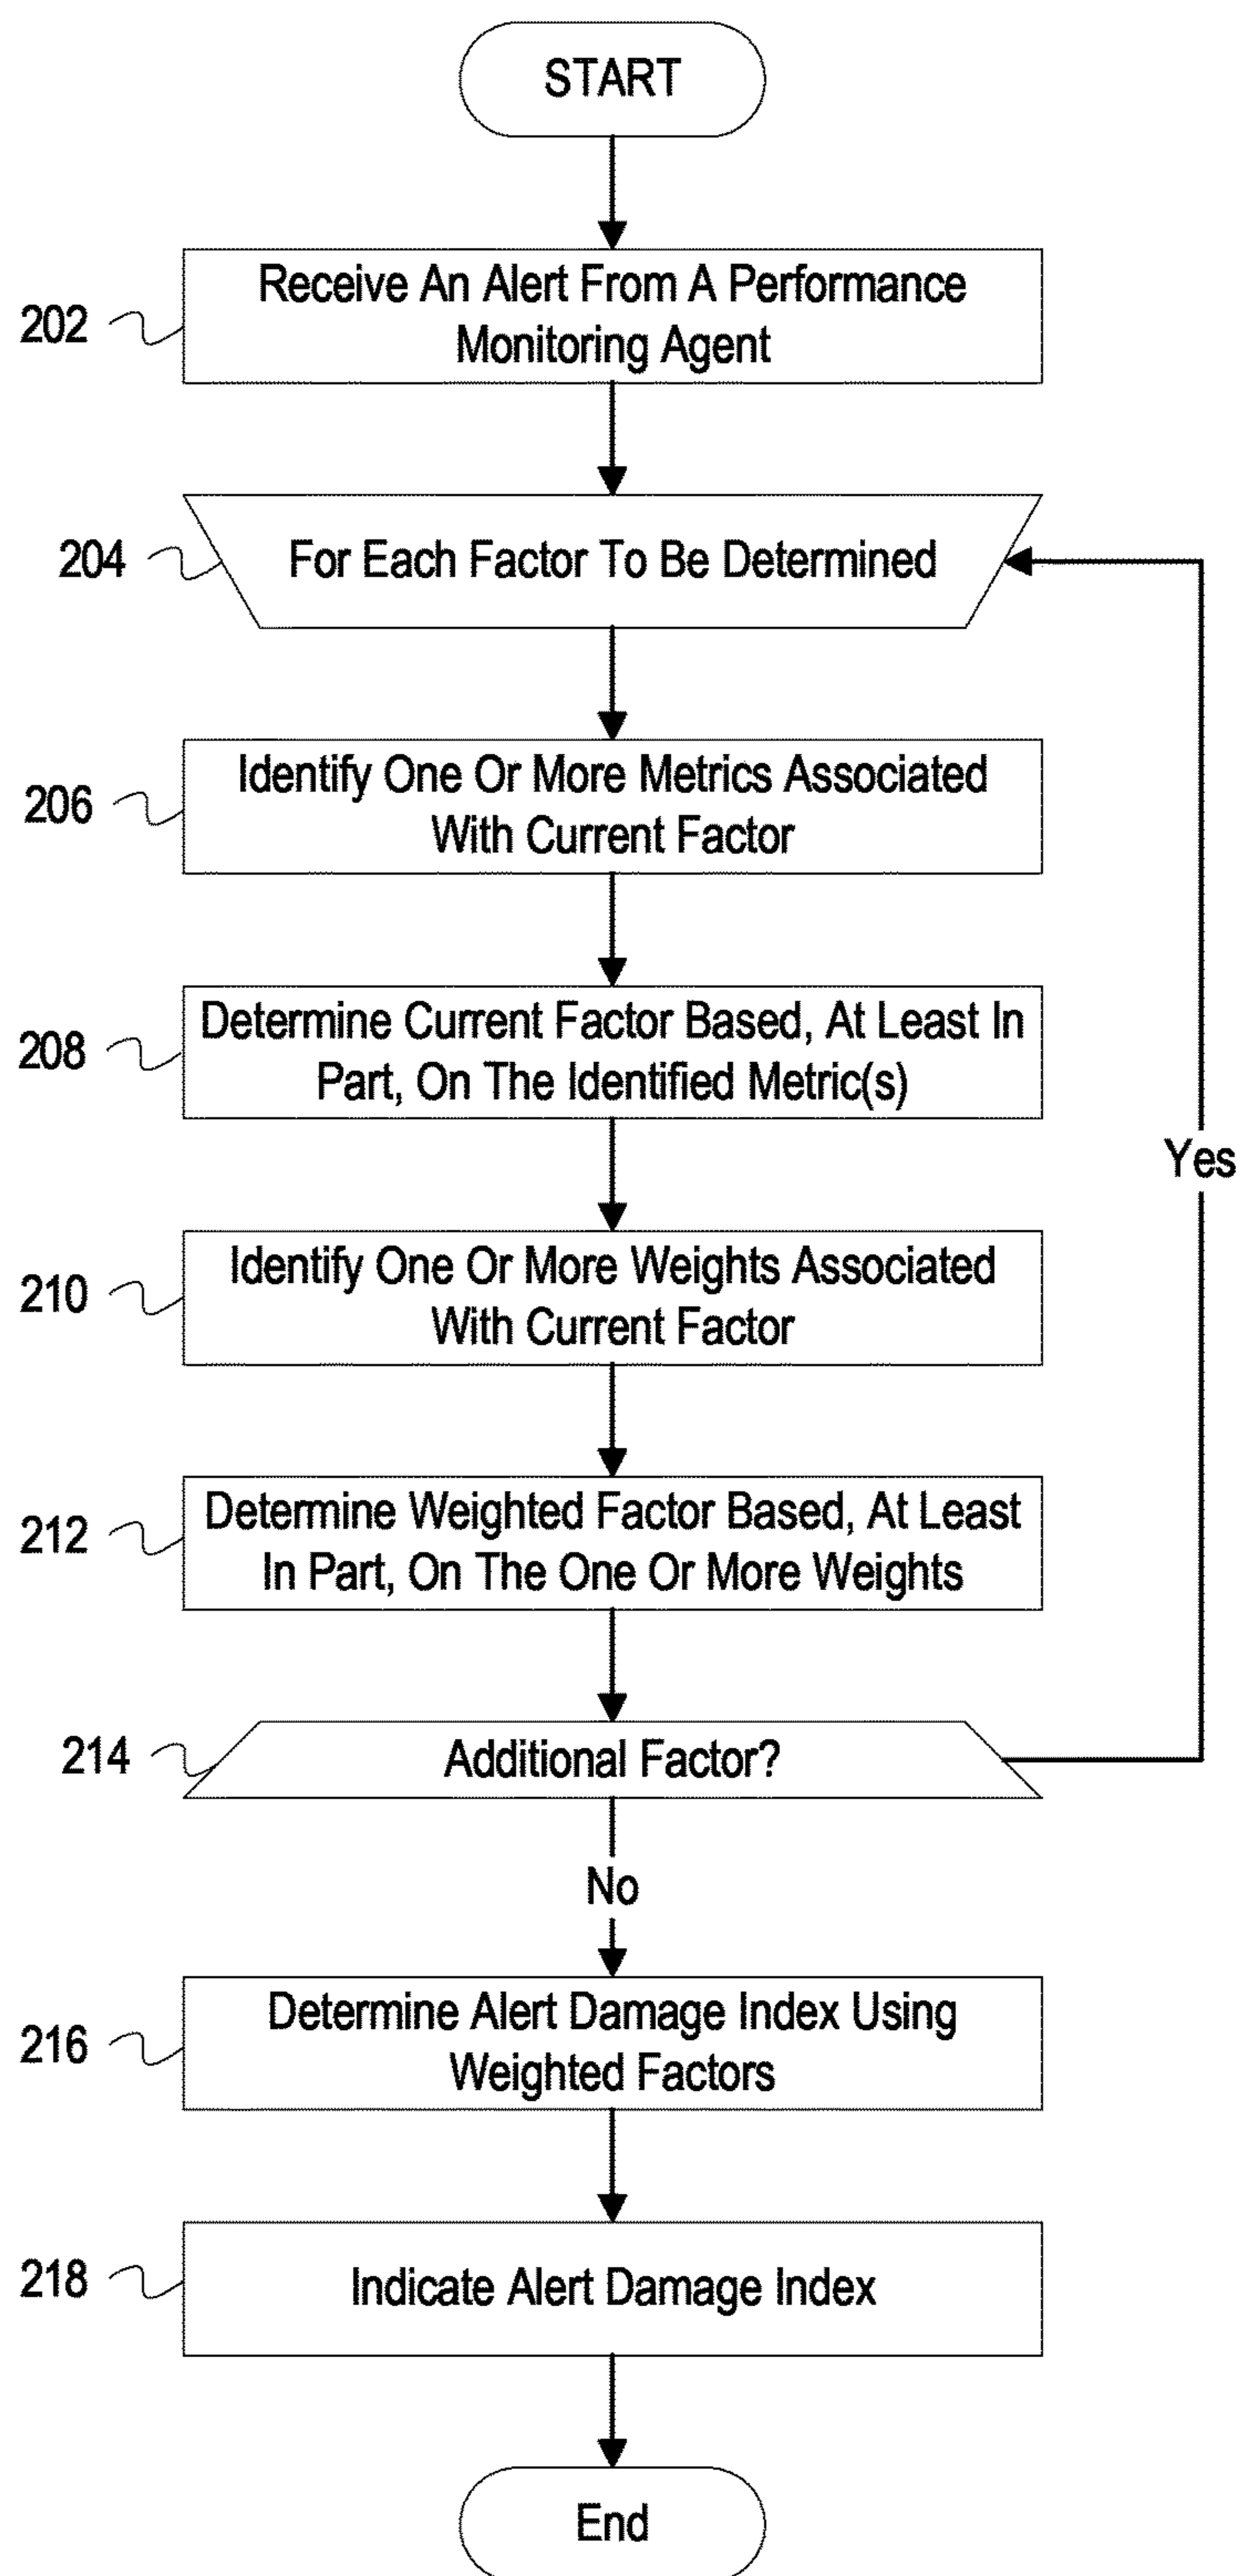 START
Receive An Alert From A Performance
202
Monitoring Agent
204
For Each Factor To Be Determined
Identify One Or More Metrics Associated
206
With Current Factor
Determine Current Factor Based, At Least In
208
Part, On The Identified Metric(s)
Yes
Identify One Or More Weights Associated
210
With Current Factor
Determine Weighted Factor Based, At Least
212
In Part, On The One Or More Weights
214
Additional Factor?
No
Determine Alert Damage Index Using
216
Weighted Factors
218
Indicate Alert Damage Index
End